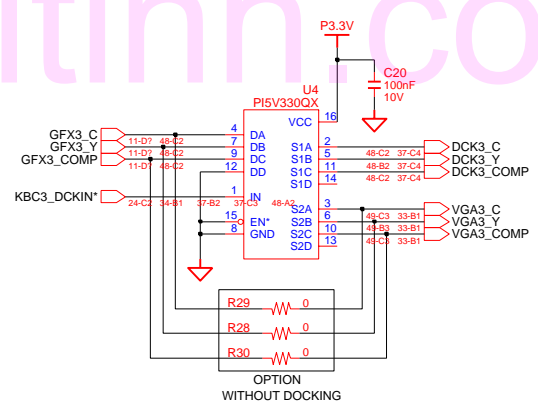 itinn.co
P3.3V
C20
100nF
10V
U4
PI5V330QX
VCC 16
GFX3_C 11-D? 48-C2 4 DA S1A 2 48-C2 37-C4 DCK3_C
GFX3_Y 11-D? 48-C2 7 DB S1B 5 48-C2 37-C4 DCK3_Y
GFX3_COMP 11-D? 48-C2 9 DC S1C 11 48-B2 37-C4 DCK3_COMP
12 DD S1D 14
KBC3_DCKIN* 24-C2 34-B1 37-B2 37-C3 48-A2 1 IN
S2A 3 49-C3 33-B1 VGA3_C
15 EN* S2B 6 49-B3 33-B1 VGA3_Y
8 GND S2C 10 49-C3 33-B1 VGA3_COMP
S2D 13
R29 0
R28 0
R30 0
OPTION
WITHOUT DOCKING